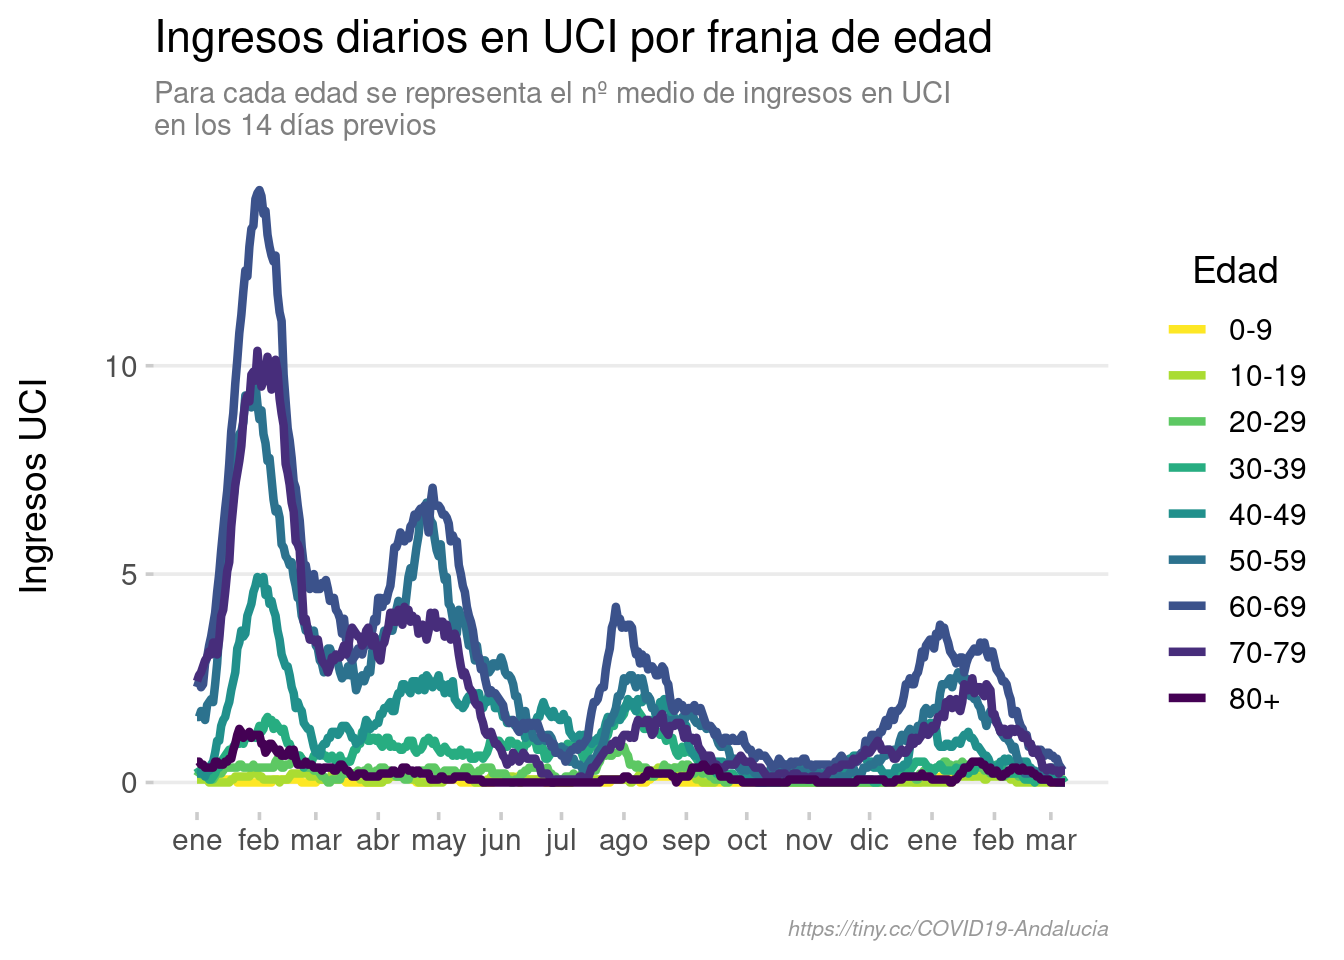 Ingresos diarios en UCI por franja de edad
Para cada edad se representa el nº medio de ingresos en UCI
en los 14 días previos
Ingresos UCI
10
5
0
ene feb mar abr may jun jul ago sep oct nov dic ene feb mar
Edad
0-9
10-19
20-29
30-39
40-49
50-59
60-69
70-79
80+
https://tiny.cc/COVID19-Andalucia